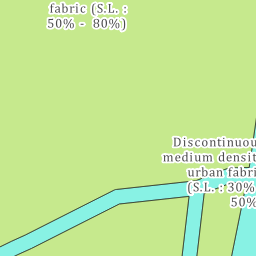 fabric (S.L. :
50% - 80%)
Discontinuou
medium densit
urban fabri
(S.L. : 30%
50%